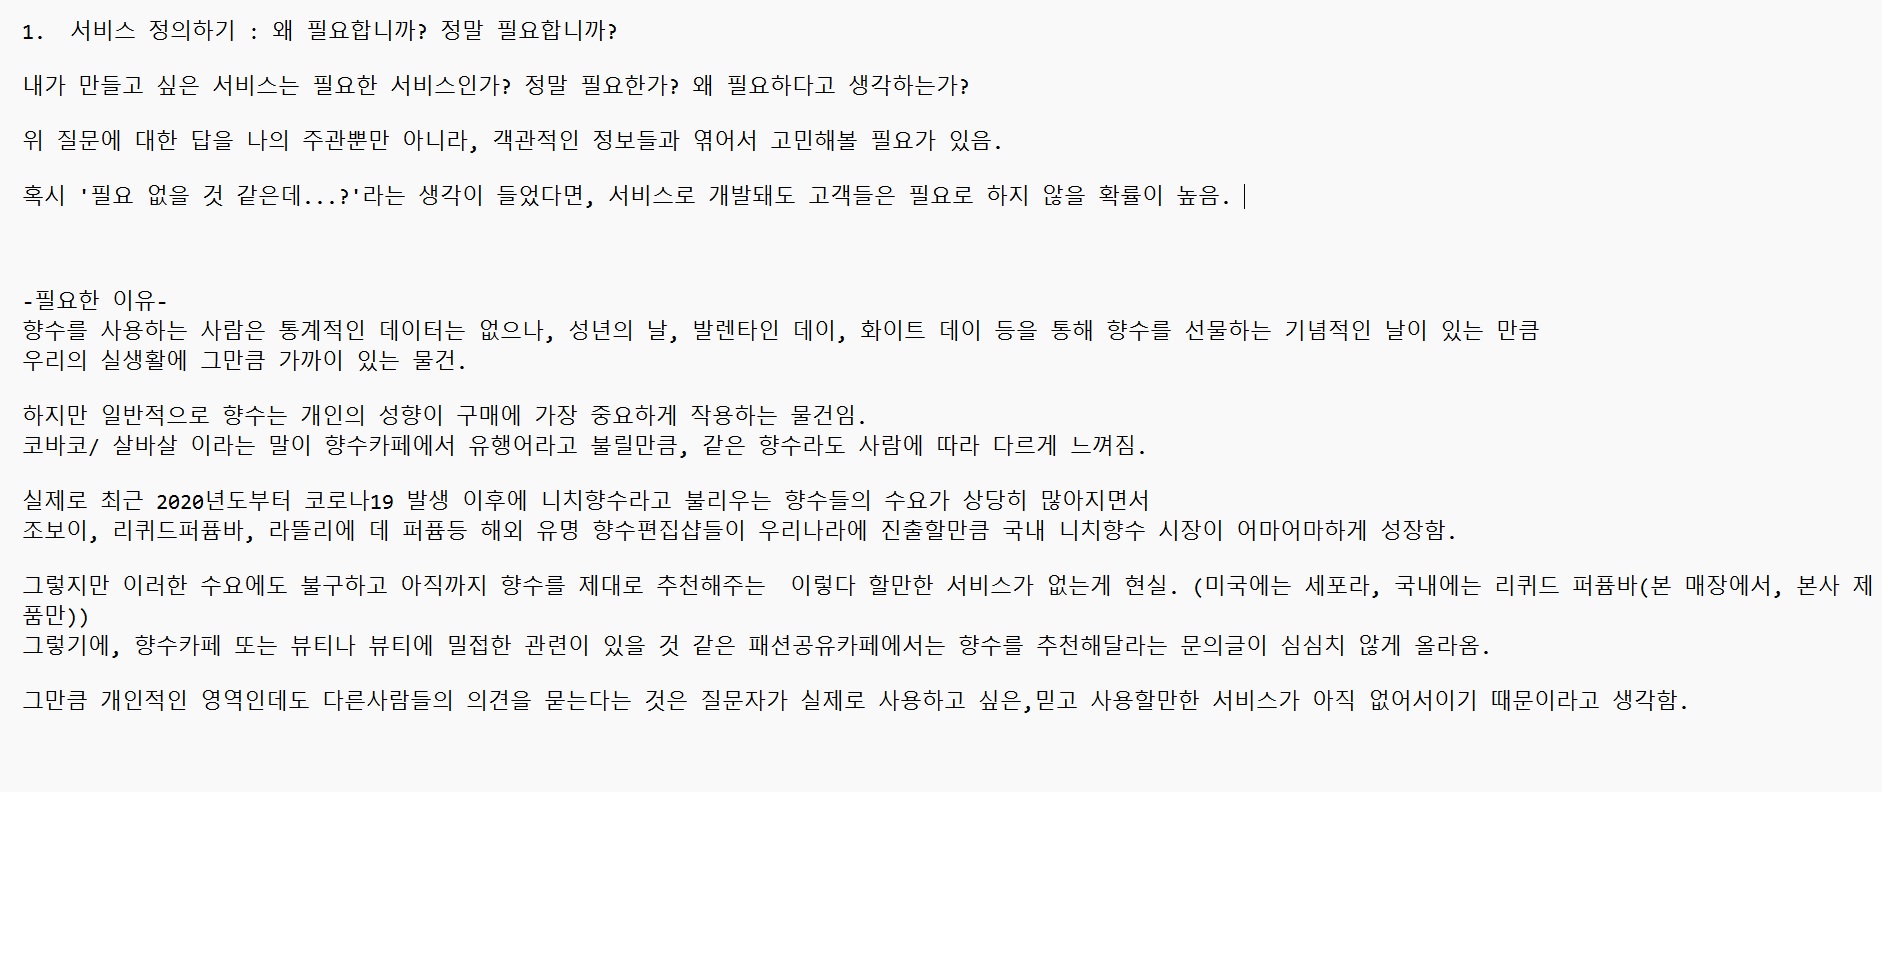 1.  서비스 정의하기 : 왜 필요합니까? 정말 필요합니까?
내가 만들고 싶은 서비스는 필요한 서비스인가? 정말 필요한가? 왜 필요하다고 생각하는가?
위 질문에 대한 답을 나의 주관뿐만 아니라, 객관적인 정보들과 엮어서 고민해볼 필요가 있음.
혹시 '필요 없을 것 같은데...?'라는 생각이 들었다면, 서비스로 개발돼도 고객들은 필요로 하지 않을 확률이 높음.
-필요한 이유-
향수를 사용하는 사람은 통계적인 데이터는 없으나, 성년의 날, 발렌타인 데이, 화이트 데이 등을 통해 향수를 선물하는 기념적인 날이 있는 만큼
우리의 실생활에 그만큼 가까이 있는 물건.
하지만 일반적으로 향수는 개인의 성향이 구매에 가장 중요하게 작용하는 물건임.
코바코/ 살바살 이라는 말이 향수카페에서 유행어라고 불릴만큼, 같은 향수라도 사람에 따라 다르게 느껴짐.
실제로 최근 2020년도부터 코로나19 발생 이후에 니치향수라고 불리우는 향수들의 수요가 상당히 많아지면서
조보이, 리퀴드퍼퓸바, 라뜰리에 데 퍼퓸등 해외 유명 향수편집샵들이 우리나라에 진출할만큼 국내 니치향수 시장이 어마어마하게 성장함.
그렇지만 이러한 수요에도 불구하고 아직까지 향수를 제대로 추천해주는  이렇다 할만한 서비스가 없는게 현실. (미국에는 세포라, 국내에는 리퀴드 퍼퓸바(본 매장에서, 본사 제
품만))
그렇기에, 향수카페 또는 뷰티나 뷰티에 밀접한 관련이 있을 것 같은 패션공유카페에서는 향수를 추천해달라는 문의글이 심심치 않게 올라옴.
그만큼 개인적인 영역인데도 다른사람들의 의견을 묻는다는 것은 질문자가 실제로 사용하고 싶은,믿고 사용할만한 서비스가 아직 없어서이기 때문이라고 생각함.